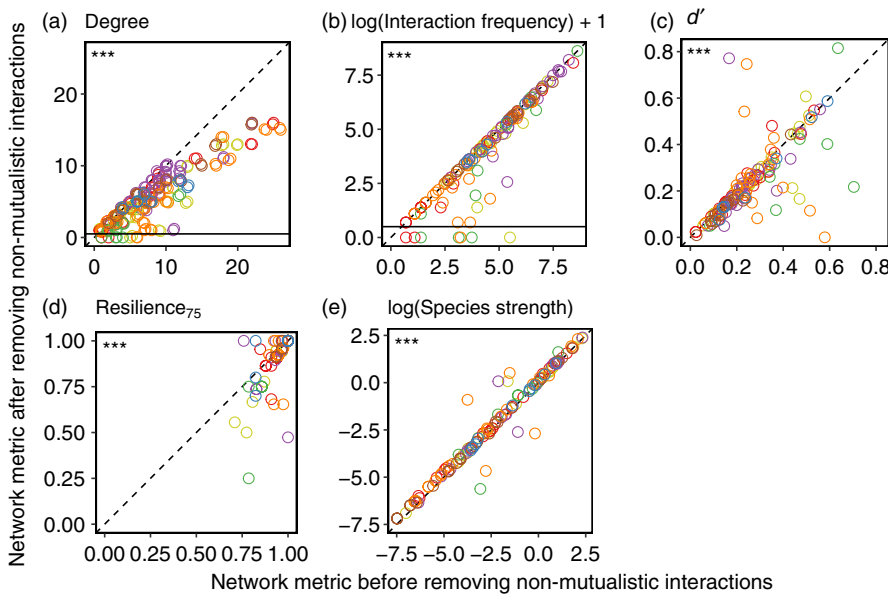 (a) Degree
***
20
10
0
0 10 20
(b) log(Interaction frequency) + 1
***
7.5
5.0
2.5
0.0
0.0 2.5 5.0 7.5
(c) d′
***
0.8
0.6
0.4
0.2
0.0
0.0 0.2 0.4 0.6 0.8
(d) Resilience₇₅
***
1.00
0.75
0.50
0.25
0.00
0.00 0.25 0.50 0.75 1.00
(e) log(Species strength)
***
2.5
0.0
−2.5
−5.0
−7.5
−7.5 −5.0 −2.5 0.0 2.5
Network metric after removing non-mutualistic interactions
Network metric before removing non-mutualistic interactions